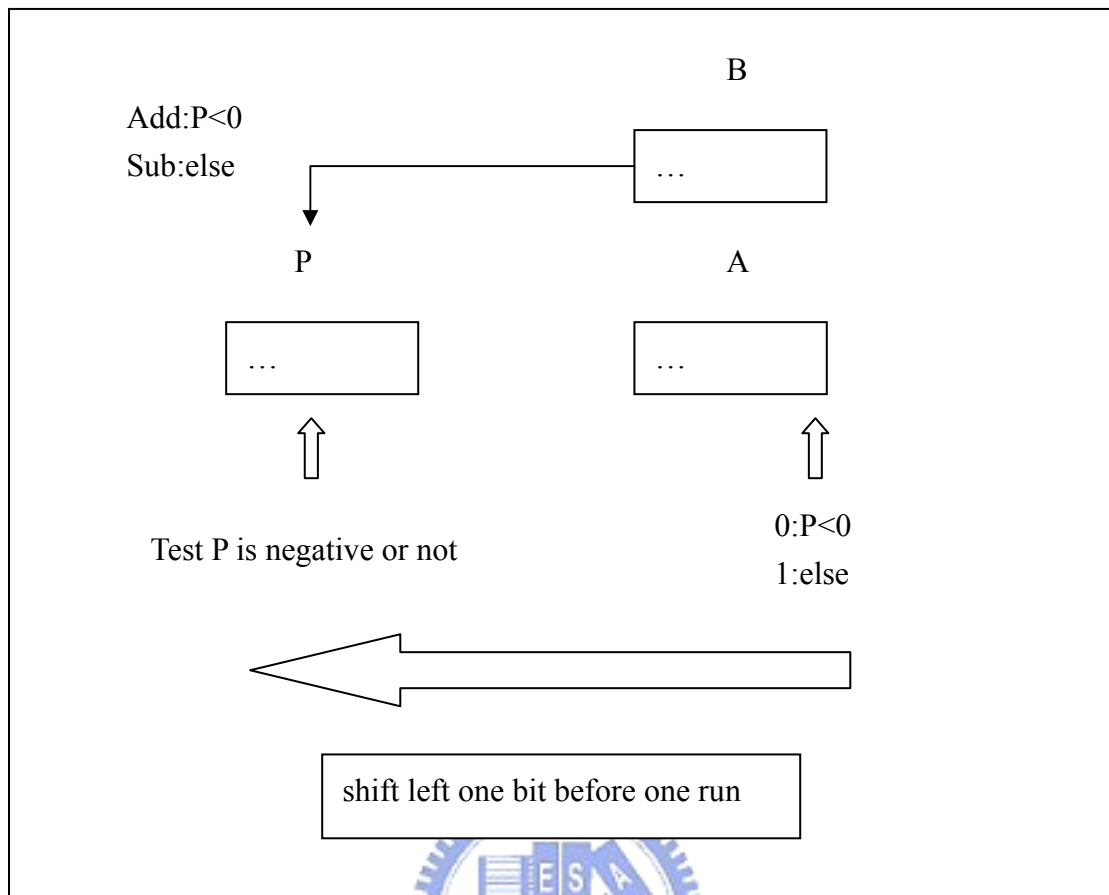 B
Add:P<0
Sub:else
…
P
A
…
…
Test P is negative or not
0:P<0
1:else
shift left one bit before one run
E S A